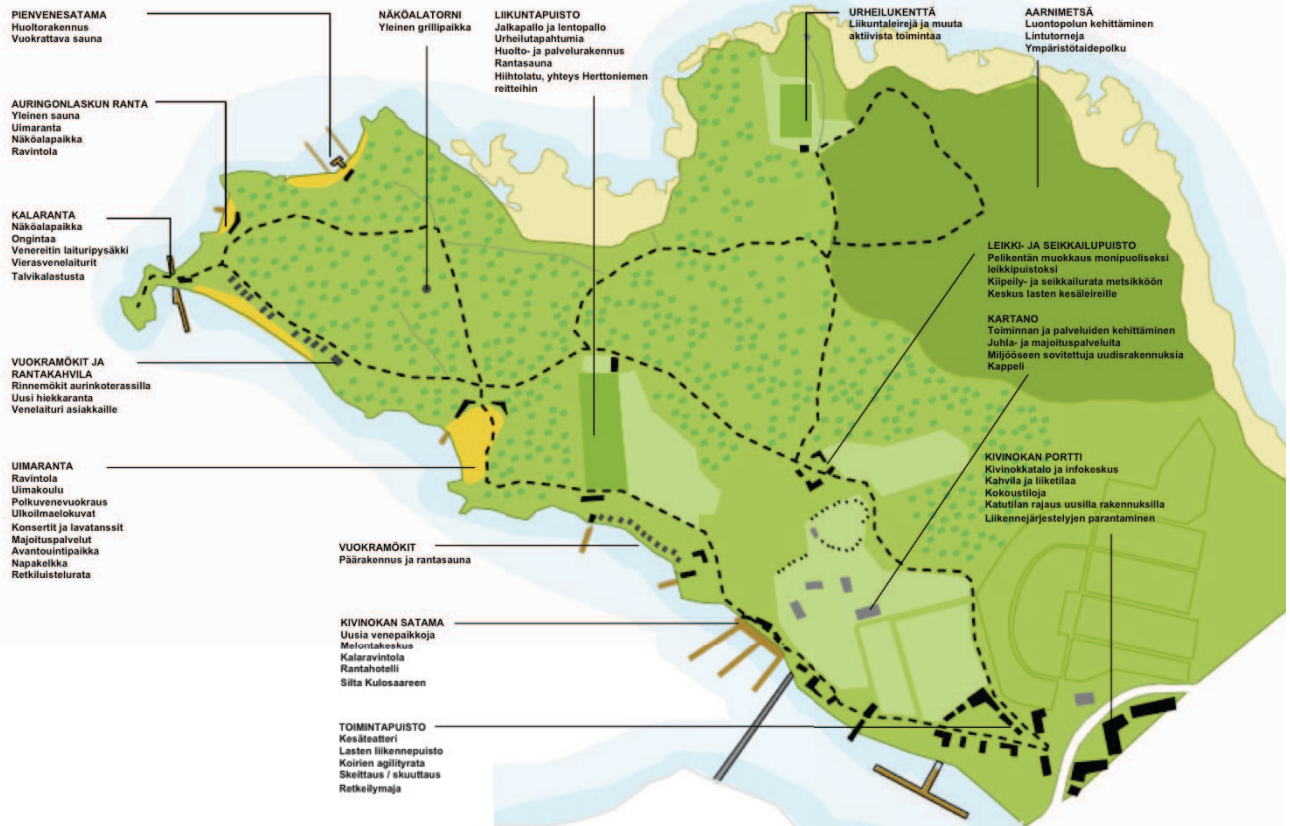 PIENVENESATAMA
Huoltorakennus
Vuokrattava sauna
AURINGONLASKUN RANTA
Yleinen sauna
Uimaranta
Näköalapaikka
Ravintola
KALARANTA
Näköalapaikka
Ongintaa
Venereitin laituripysäkki
Vierasvenelaiturit
Talvikalastusta
VUOKRAMÖKIT JA
RANTAKAHVILA
Rinnemökit aurinkoterassilla
Uusi hiekkaranta
Venelaituri asiakkaille
UIMARANTA
Ravintola
Uimakoulu
Polkuvenevuokraus
Ulkoilmaelokuvat
Konsertit ja lavatanssit
Majoituspalvelut
Avantouintipaikka
Napakelkka
Retkiluistelurata
NÄKÖALATORNI
Yleinen grillipaikka
LIIKUNTAPUISTO
Jalkapallo ja lentopallo
Urheilutapahtumia
Huolto- ja palvelurakennus
Rantasauna
Hiihtolatu, yhteys Herttoniemen
reitteihin
VUOKRAMÖKIT
Päärakennus ja rantasauna
KIVINOKAN SATAMA
Uusia venepaikkoja
Melontakeskus
Kalaravintola
Rantahotelli
Silta Kulosaareen
TOIMINTAPUISTO
Kesäteatteri
Lasten liikennepuisto
Koirien agilityrata
Skeittaus / skuuttaus
Retkeilymaja
URHEILUKENTTÄ
Liikuntaleirejä ja muuta
aktiivista toimintaa
AARNIMETSÄ
Luontopolun kehittäminen
Lintutorneja
Ympäristötaidepolku
LEIKKI- JA SEIKKAILUPUISTO
Pelikentän muokkaus monipuoliseksi
leikkipuistoksi
Kiipeily- ja seikkailurata metsikköön
Keskus lasten kesäleireille
KARTANO
Toiminnan ja palveluiden kehittäminen
Juhla- ja majoituspalveluita
Miljööseen sovitettuja uudisrakennuksia
Kappeli
KIVINOKAN PORTTI
Kivinokkatalo ja infokeskus
Kahvila ja liiketilaa
Kokoustiloja
Katutilan rajaus uusilla rakennuksilla
Liikennejärjestelyjen parantaminen